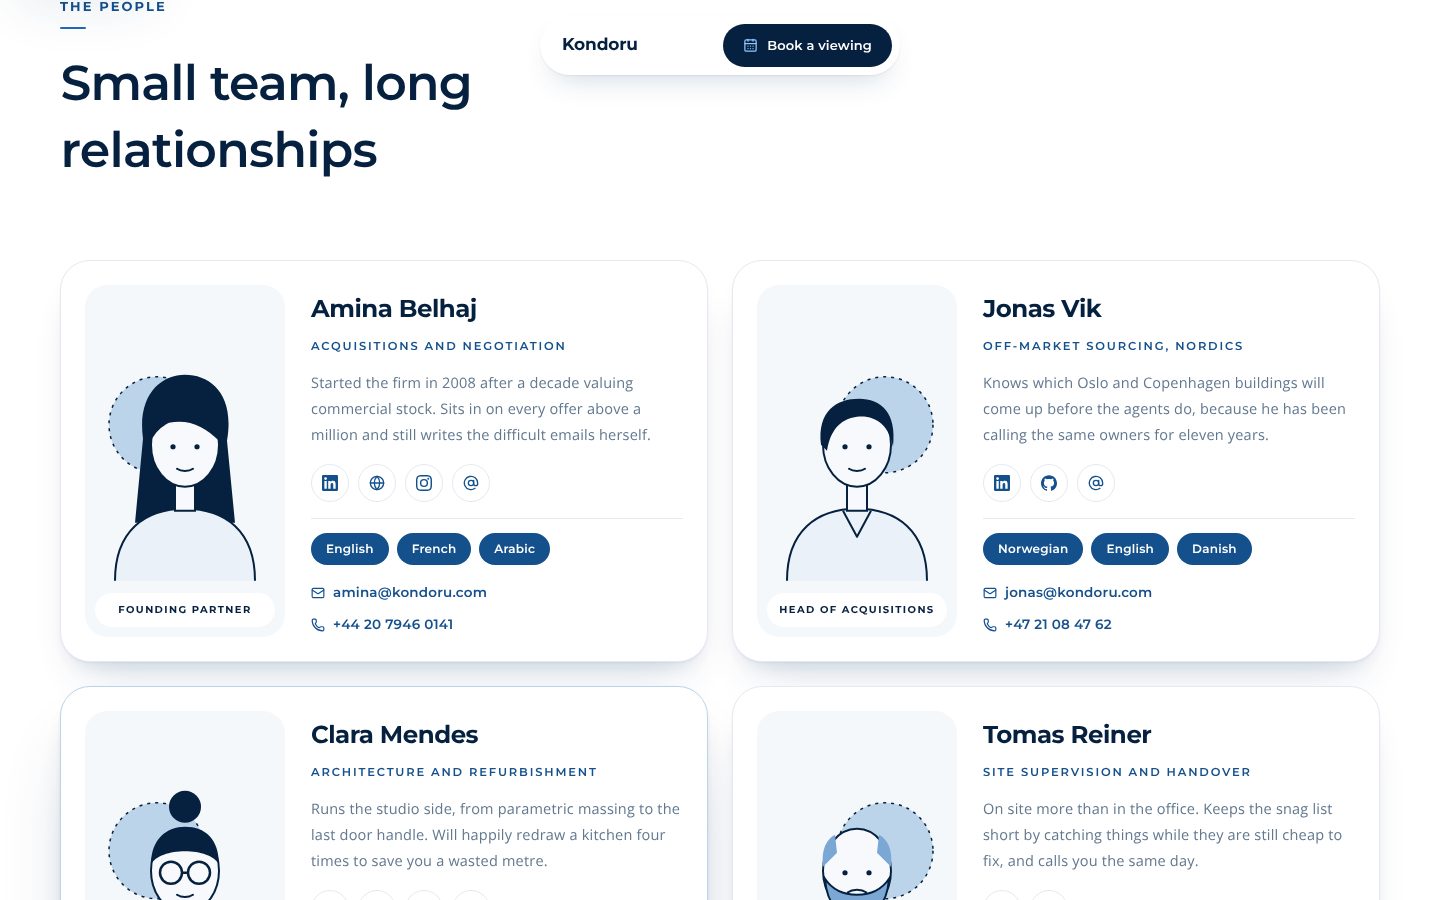 THE PEOPLE
Kondoru
Book a viewing
Small team, long
relationships
Amina Belhaj
ACQUISITIONS AND NEGOTIATION
Started the firm in 2008 after a decade valuing
commercial stock. Sits in on every offer above a
million and still writes the difficult emails herself.
English French Arabic
amina@kondoru.com
+44 20 7946 0141
FOUNDING PARTNER
Jonas Vik
OFF-MARKET SOURCING, NORDICS
Knows which Oslo and Copenhagen buildings will
come up before the agents do, because he has been
calling the same owners for eleven years.
Norwegian English Danish
jonas@kondoru.com
+47 21 08 47 62
HEAD OF ACQUISITIONS
Clara Mendes
ARCHITECTURE AND REFURBISHMENT
Runs the studio side, from parametric massing to the
last door handle. Will happily redraw a kitchen four
times to save you a wasted metre.
Tomas Reiner
SITE SUPERVISION AND HANDOVER
On site more than in the office. Keeps the snag list
short by catching things while they are still cheap to
fix, and calls you the same day.